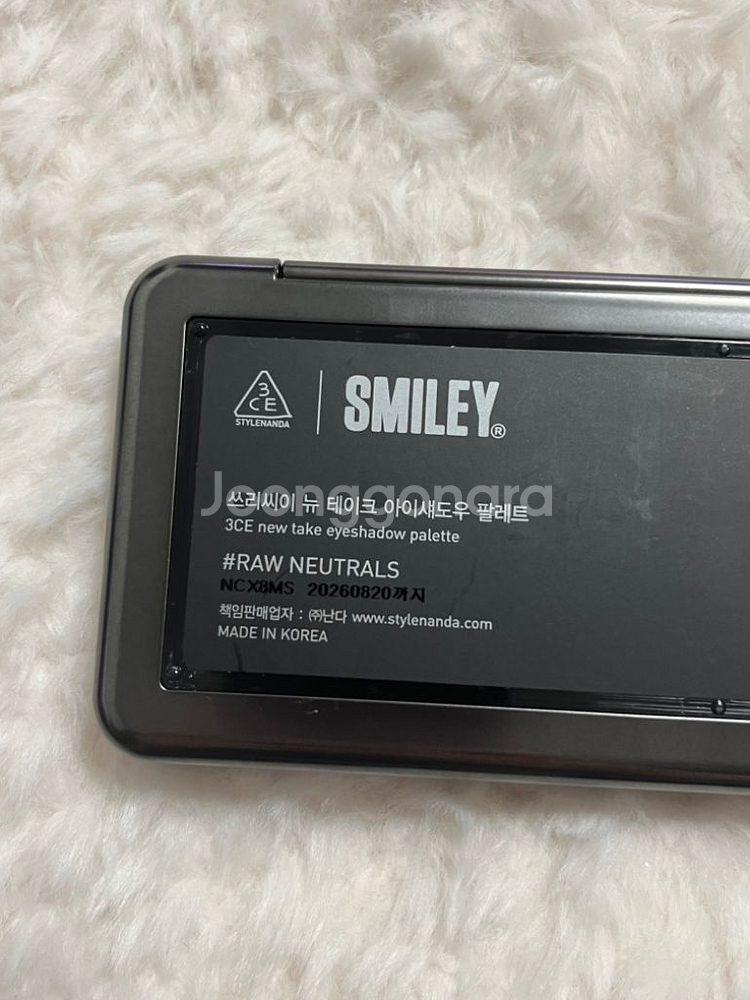 3
CE
STYLENANDA
SMILEY®
Joonggonara
쓰리씨이 뉴 테이크 아이섀도우 팔레트
3CE new take eyeshadow palette
#RAW NEUTRALS
NCX8MS 20260820까지
책임판매업자 : ㈜난다 www.stylenanda.com
MADE IN KOREA